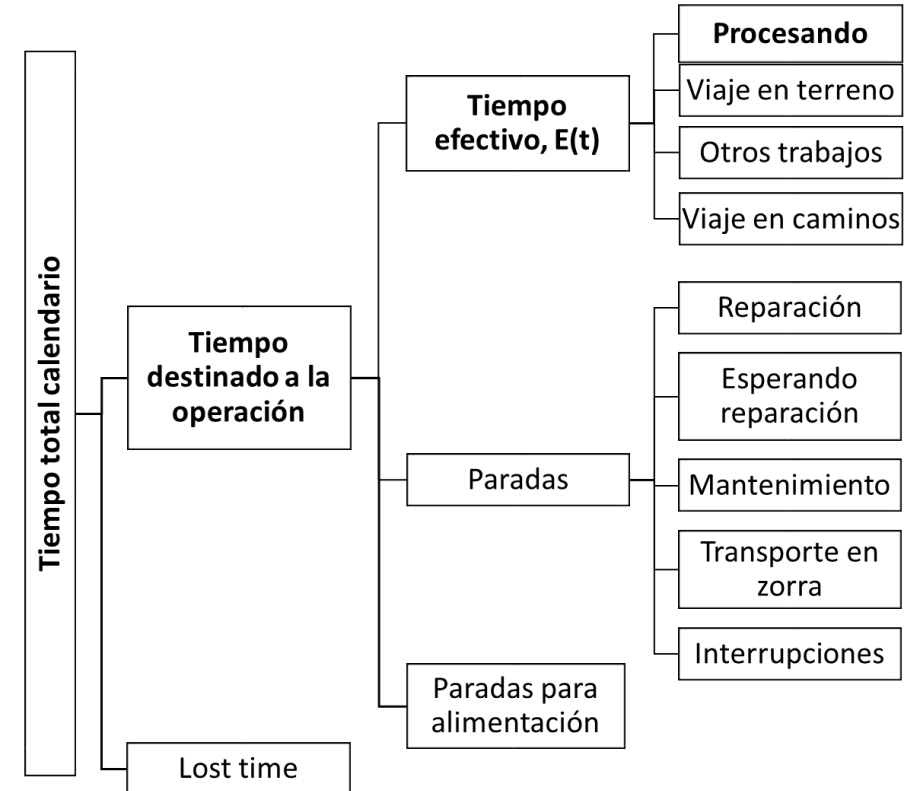 Tiempo total calendario
Tiempo
destinado a la
operación
Lost time
Tiempo
efectivo, E(t)
Paradas
Paradas para
alimentación
Procesando
Viaje en terreno
Otros trabajos
Viaje en caminos
Reparación
Esperando
reparación
Mantenimiento
Transporte en
zorra
Interrupciones